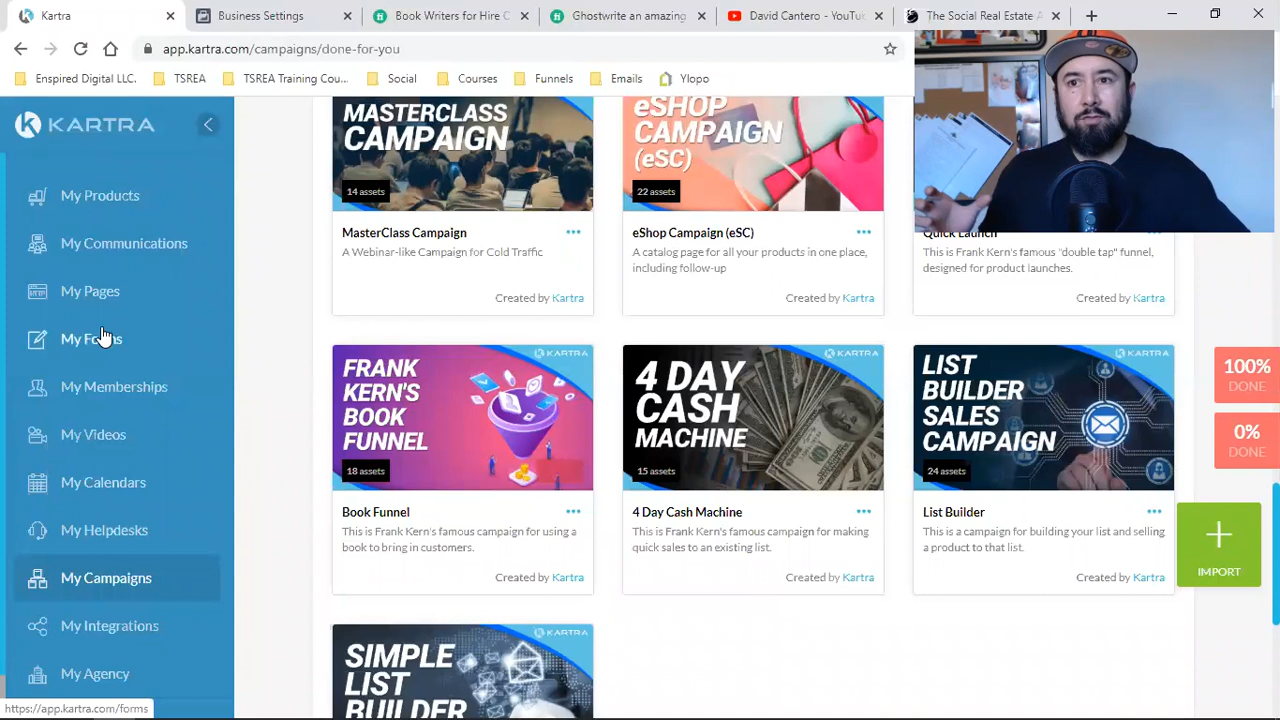 Kartra
Business Settings
Book Writers for Hire
Ghostwrite an amazing
David Cantero - YouTu
The Social Real Estate A
app.kartra.com/campaigns/done-for-you
Enspired Digital LLC.
TSREA
TSREA Training Cou...
Social
Courses
Funnels
Emails
Ylopo
KARTRA
My Products
My Communications
My Pages
My Forms
My Memberships
My Videos
My Calendars
My Helpdesks
My Campaigns
My Integrations
My Agency
https://app.kartra.com/forms
MASTERCLASS
CAMPAIGN
14 assets
MasterClass Campaign
A Webinar-like Campaign for Cold Traffic
Created by Kartra
eSHOP
CAMPAIGN
(eSC)
22 assets
eShop Campaign (eSC)
A catalog page for all your products in one place,
including follow-up
Created by Kartra
Quick Launch
This is Frank Kern's famous "double tap" funnel,
designed for product launches.
Created by Kartra
KARTRA
FRANK
KERN'S
BOOK
FUNNEL
18 assets
Book Funnel
This is Frank Kern's famous campaign for using a
book to bring in customers.
Created by Kartra
KARTRA
4 DAY
CASH
MACHINE
15 assets
4 Day Cash Machine
This is Frank Kern's famous campaign for making
quick sales to an existing list.
Created by Kartra
KARTRA
LIST
BUILDER
SALES
CAMPAIGN
24 assets
List Builder
This is a campaign for building your list and selling
a product to that list.
Created by Kartra
KARTRA
SIMPLE
LIST
BUILDER
100%
DONE
0%
DONE
IMPORT